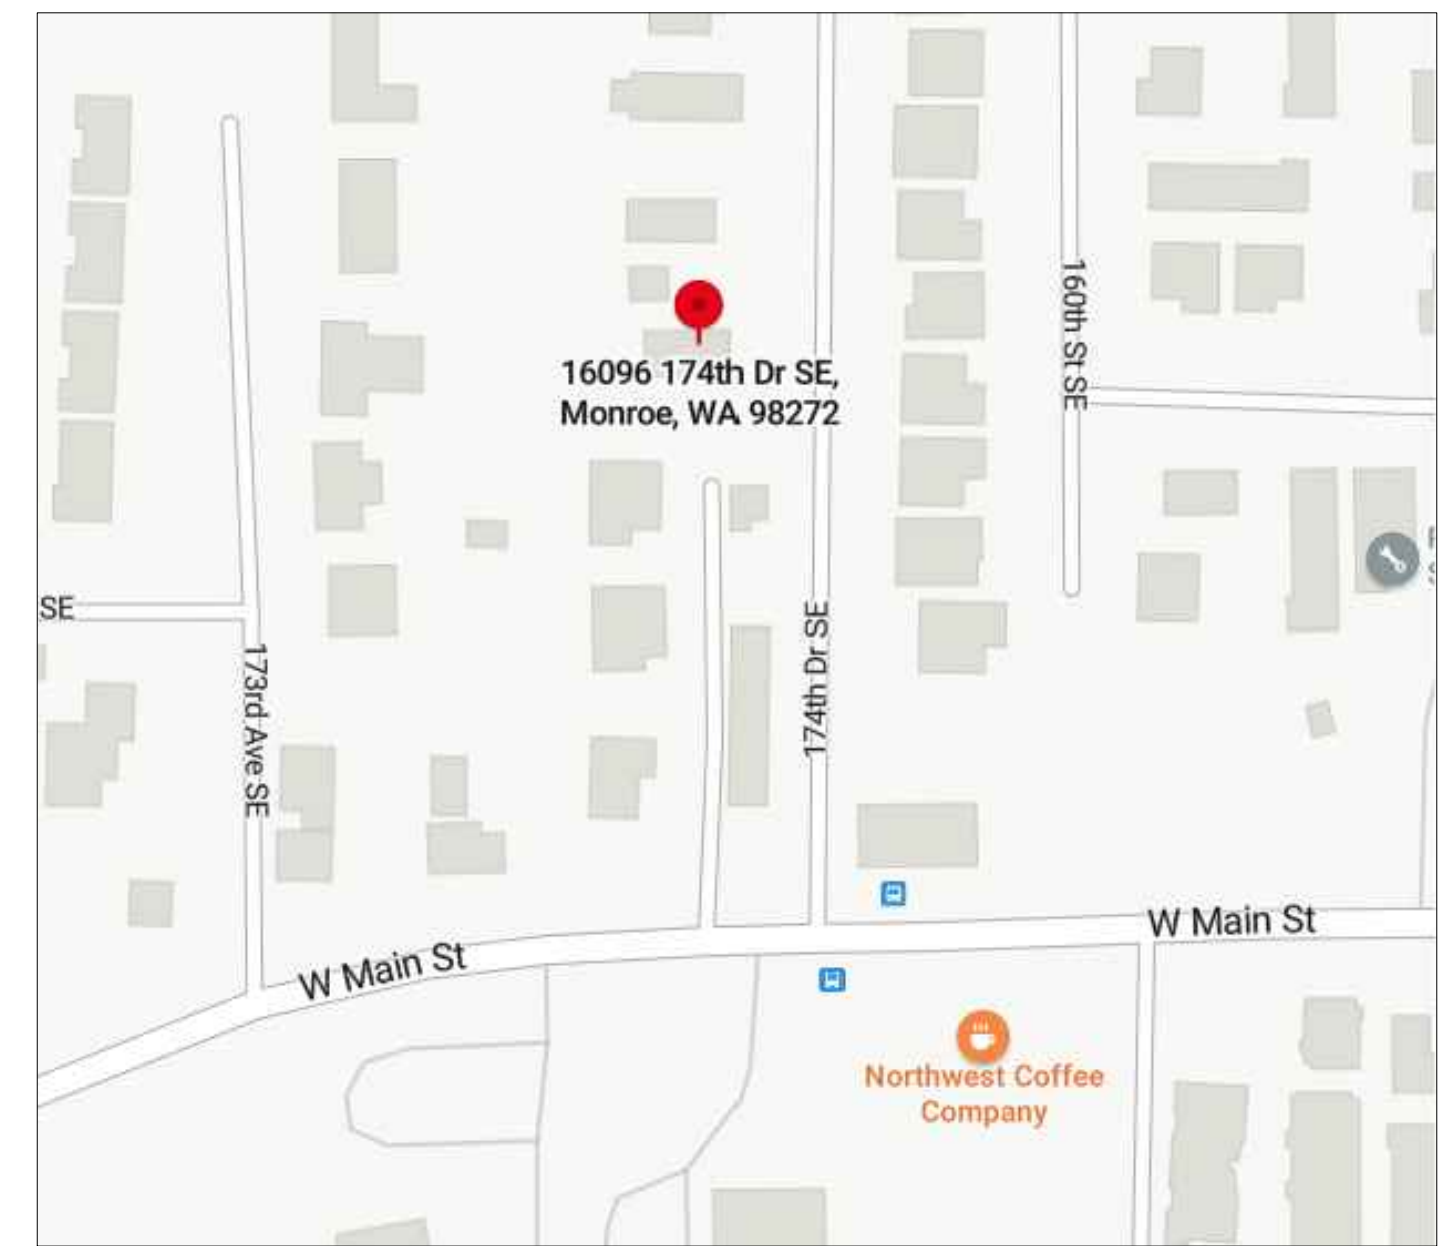 160th St SE
16096 174th Dr SE,
Monroe, WA 98272
SE
173rd Ave SE
174th Dr SE
W Main St
W Main St
Northwest Coffee
Company